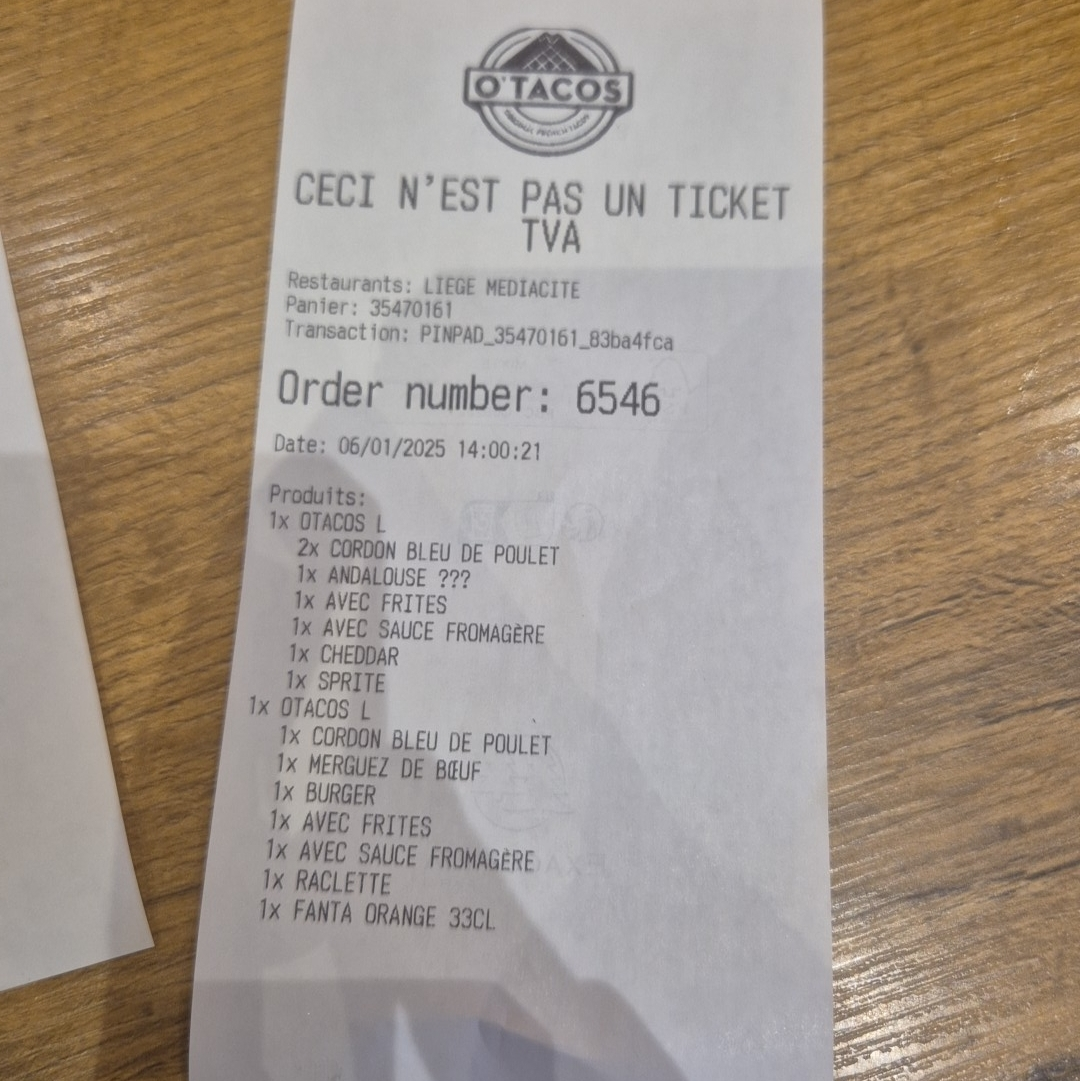 O'TACOS
CECI N'EST PAS UN TICKET
TVA
Restaurants: LIEGE MEDIACITE
Panier: 35470161
Transaction: PINPAD_35470161_83ba4fca
Order number: 6546
Date: 06/01/2025 14:00:21
Produits:
1x OTACOS L
2x CORDON BLEU DE POULET
1x ANDALOUSE ???
1x AVEC FRITES
1x AVEC SAUCE FROMAGÈRE
1x CHEDDAR
1x SPRITE
1x OTACOS L
1x CORDON BLEU DE POULET
1x MERGUEZ DE BŒUF
1x BURGER
1x AVEC FRITES
1x AVEC SAUCE FROMAGÈRE
1x RACLETTE
1x FANTA ORANGE 33CL